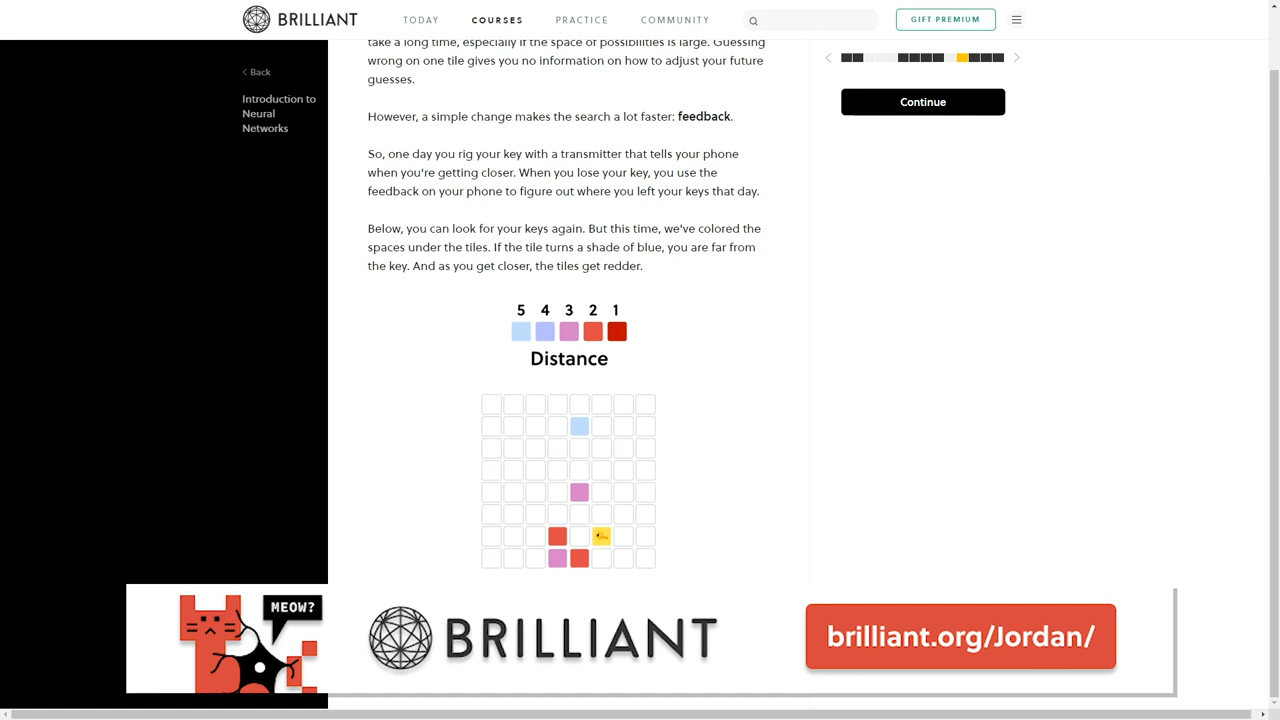 BRILLIANT
TODAY
COURSES
PRACTICE
COMMUNITY
GIFT PREMIUM
Back
Introduction to
Neural
Networks
take a long time, especially if the space of possibilities is large. Guessing
wrong on one tile gives you no information on how to adjust your future
guesses.
However, a simple change makes the search a lot faster: feedback.
So, one day you rig your key with a transmitter that tells your phone
when you're getting closer. When you lose your key, you use the
feedback on your phone to figure out where you left your keys that day.
Below, you can look for your keys again. But this time, we've colored the
spaces under the tiles. If the tile turns a shade of blue, you are far from
the key. And as you get closer, the tiles get redder.
5 4 3 2 1
Distance
Continue
MEOW?
BRILLIANT
brilliant.org/Jordan/